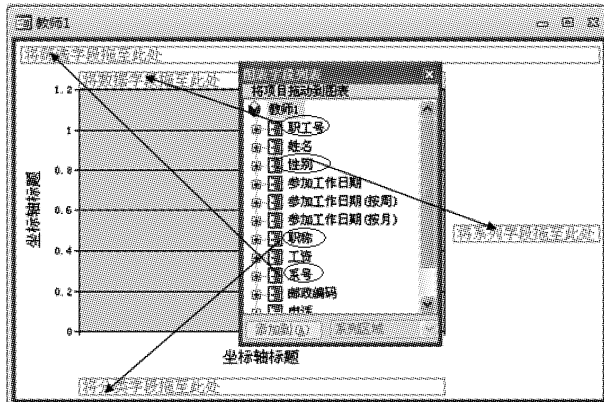 教师1
将筛选字段拖至此处
将数据字段拖至此处
图表字段列表
将项目拖动到图表
教师1
职工号
姓名
性别
参加工作日期
参加工作日期(按周)
参加工作日期(按月)
职称
工资
系号
邮政编码
电话
添加到(A)
系列区域
将系列字段拖至此处
坐标轴标题
1.2
1
0.8
0.6
0.4
0.2
0
坐标轴标题
将分类字段拖至此处